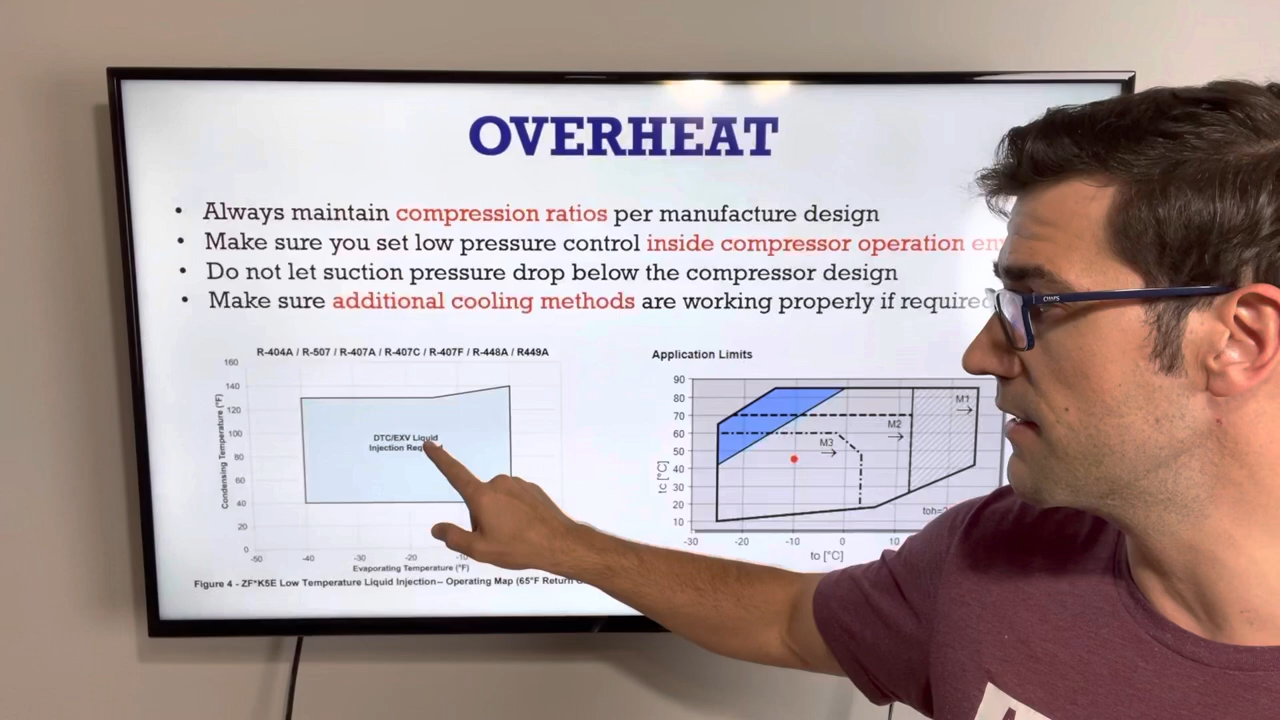 OVERHEAT
• Always maintain compression ratios per manufacture design
• Make sure you set low pressure control inside compressor operation
• Do not let suction pressure drop below the compressor design
• Make sure additional cooling methods are working properly if required
R-404A / R-507 / R-407A / R-407C / R-407F / R-448A / R449A
160
140
120
100
80
60
40
20
0
Condensing Temperature (°F)
DTC/EXV Liquid
Injection
-50
-40
-30
-20
-10
Evaporating Temperature (°F)
Figure 4 - ZF*K5E Low Temperature Liquid Injection-- Operating Map (65°F Return
Application Limits
90
80
70
60
50
40
30
20
10
tc [°C]
M1
M2
M3
-30
-20
-10
0
10
to [°C]